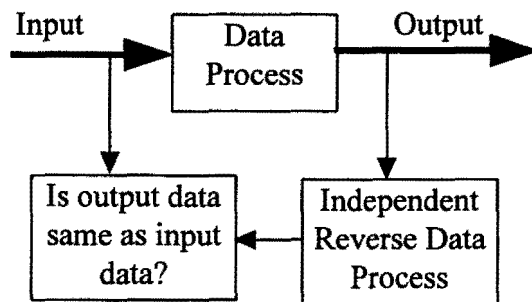 Input
Data
Process
Output
Is output data
same as input
data?
Independent
Reverse Data
Process